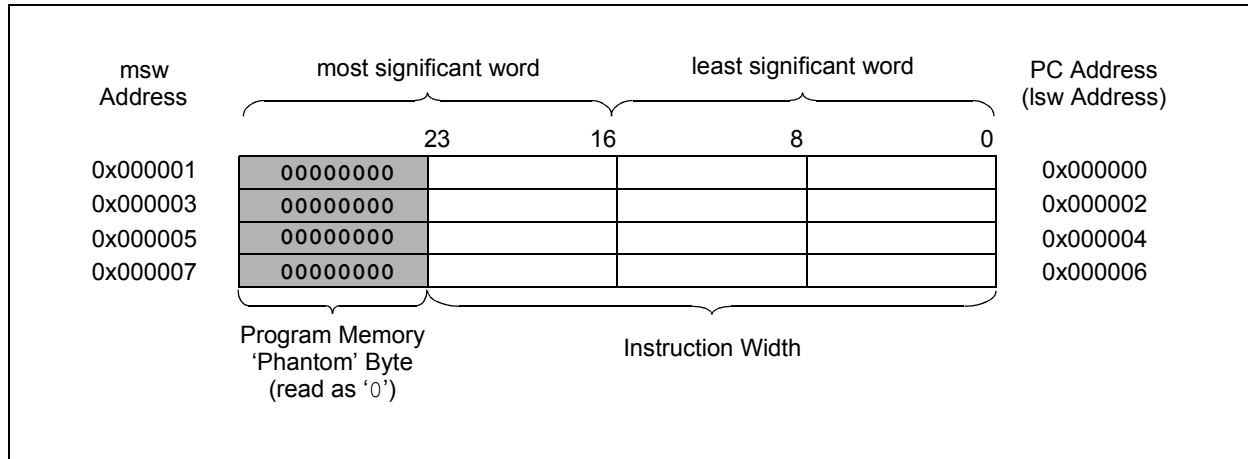 msw
Address
most significant word
least significant word
PC Address
(lsw Address)
23 16 8 0
0x000001 00000000 0x000000
0x000003 00000000 0x000002
0x000005 00000000 0x000004
0x000007 00000000 0x000006
Program Memory
‘Phantom’ Byte
(read as ‘0’)
Instruction Width